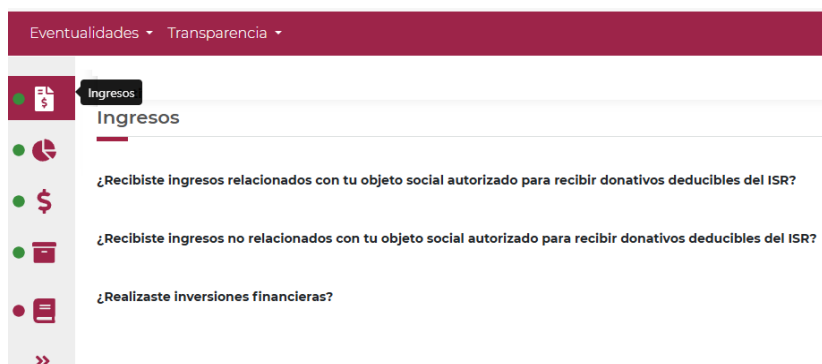 Eventualidades Transparencia
Ingresos
Ingresos
¿Recibiste ingresos relacionados con tu objeto social autorizado para recibir donativos deducibles del ISR?
¿Recibiste ingresos no relacionados con tu objeto social autorizado para recibir donativos deducibles del ISR?
¿Realizaste inversiones financieras?